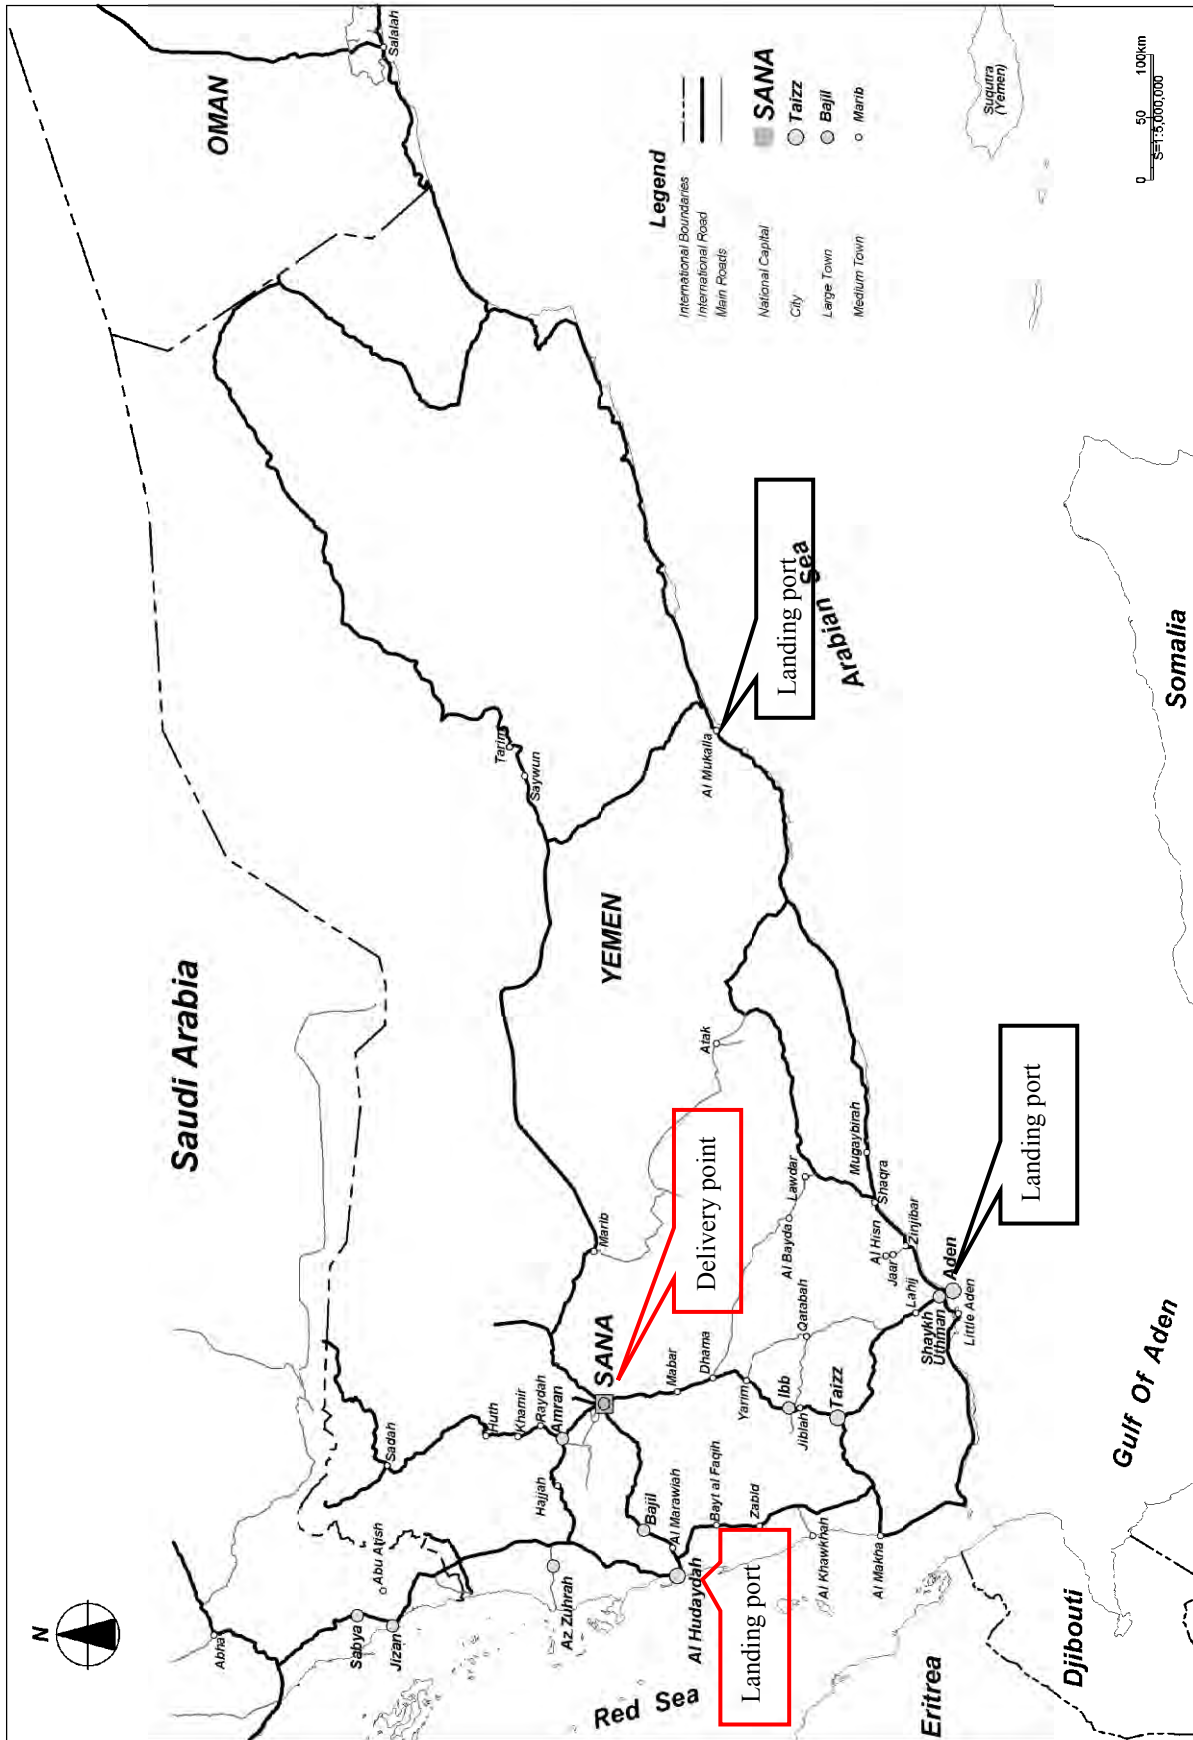 N
Saudi Arabia
OMAN
YEMEN
Red Sea
Eritrea
Djibouti
Gulf Of Aden
Somalia
Arabian Sea
Abha
Sabya
Jizan
Abu Arish
Sadah
Huth
Khamir
Raydah
Amran
Hajjah
Az Zuhrah
SANA
Marib
Bajil
Al Marawiah
Al Hudaydah
Bayt al Faqih
Zabid
Al Khawkhah
Al Makha
Mabar
Dhama
Yarim
Ibb
Jiblah
Taizz
Qatabah
Al Bayda
Lawdar
Atak
Mugaybirah
Shaqra
Al Hisn
Jaar
Zinjibar
Lahij
Shaykh
Uthman
Aden
Little Aden
Tarim
Saywun
Al Mukalla
Salalah
Suqutra
(Yemen)
Landing port
Delivery point
Landing port
Landing port
Legend
International Boundaries
International Road
Main Roads
National Capital
SANA
City
Taizz
Large Town
Bajil
Medium Town
Marib
0 50 100km
S=1:5,000,000